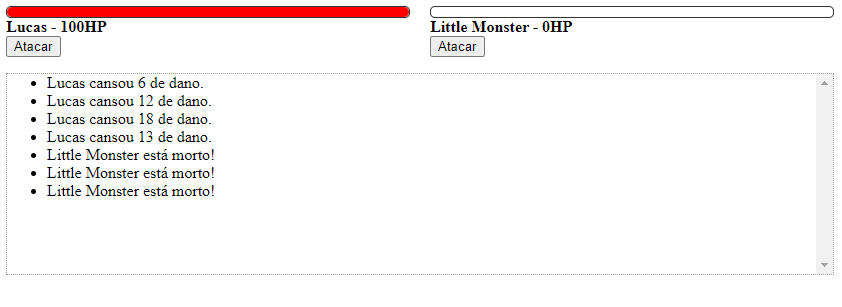 Lucas - 100HP
Atacar
Little Monster - 0HP
Atacar
Lucas cansou 6 de dano.
Lucas cansou 12 de dano.
Lucas cansou 18 de dano.
Lucas cansou 13 de dano.
Little Monster está morto!
Little Monster está morto!
Little Monster está morto!